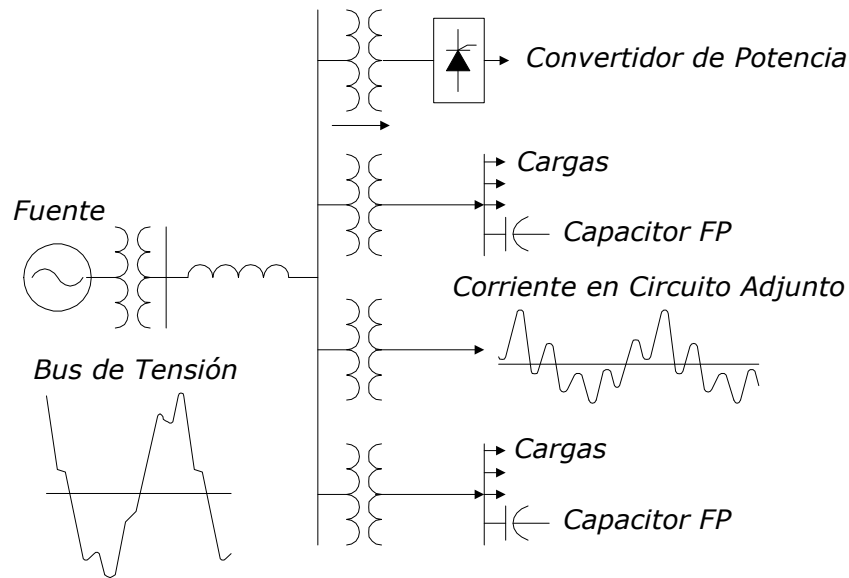 Convertidor de Potencia
Cargas
Fuente
Capacitor FP
Corriente en Circuito Adjunto
Bus de Tensión
Cargas
Capacitor FP